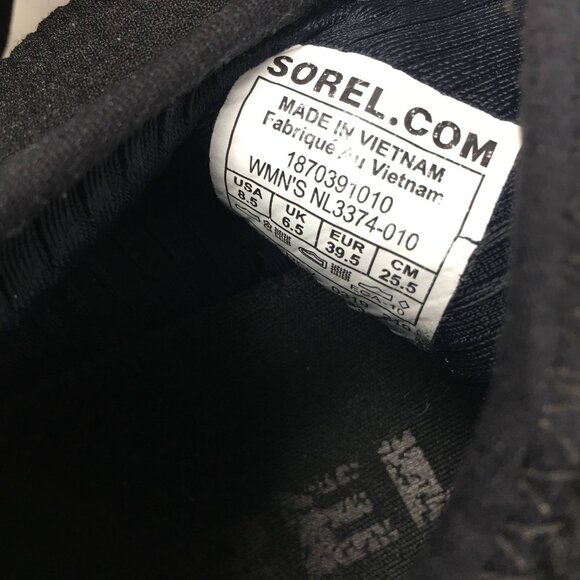 SOREL.COM
MADE IN VIETNAM
Fabriqué Au Vietnam
1870391010
WMN'S NL3374-010
USA UK EUR CM
8.5 6.5 39.5 25.5